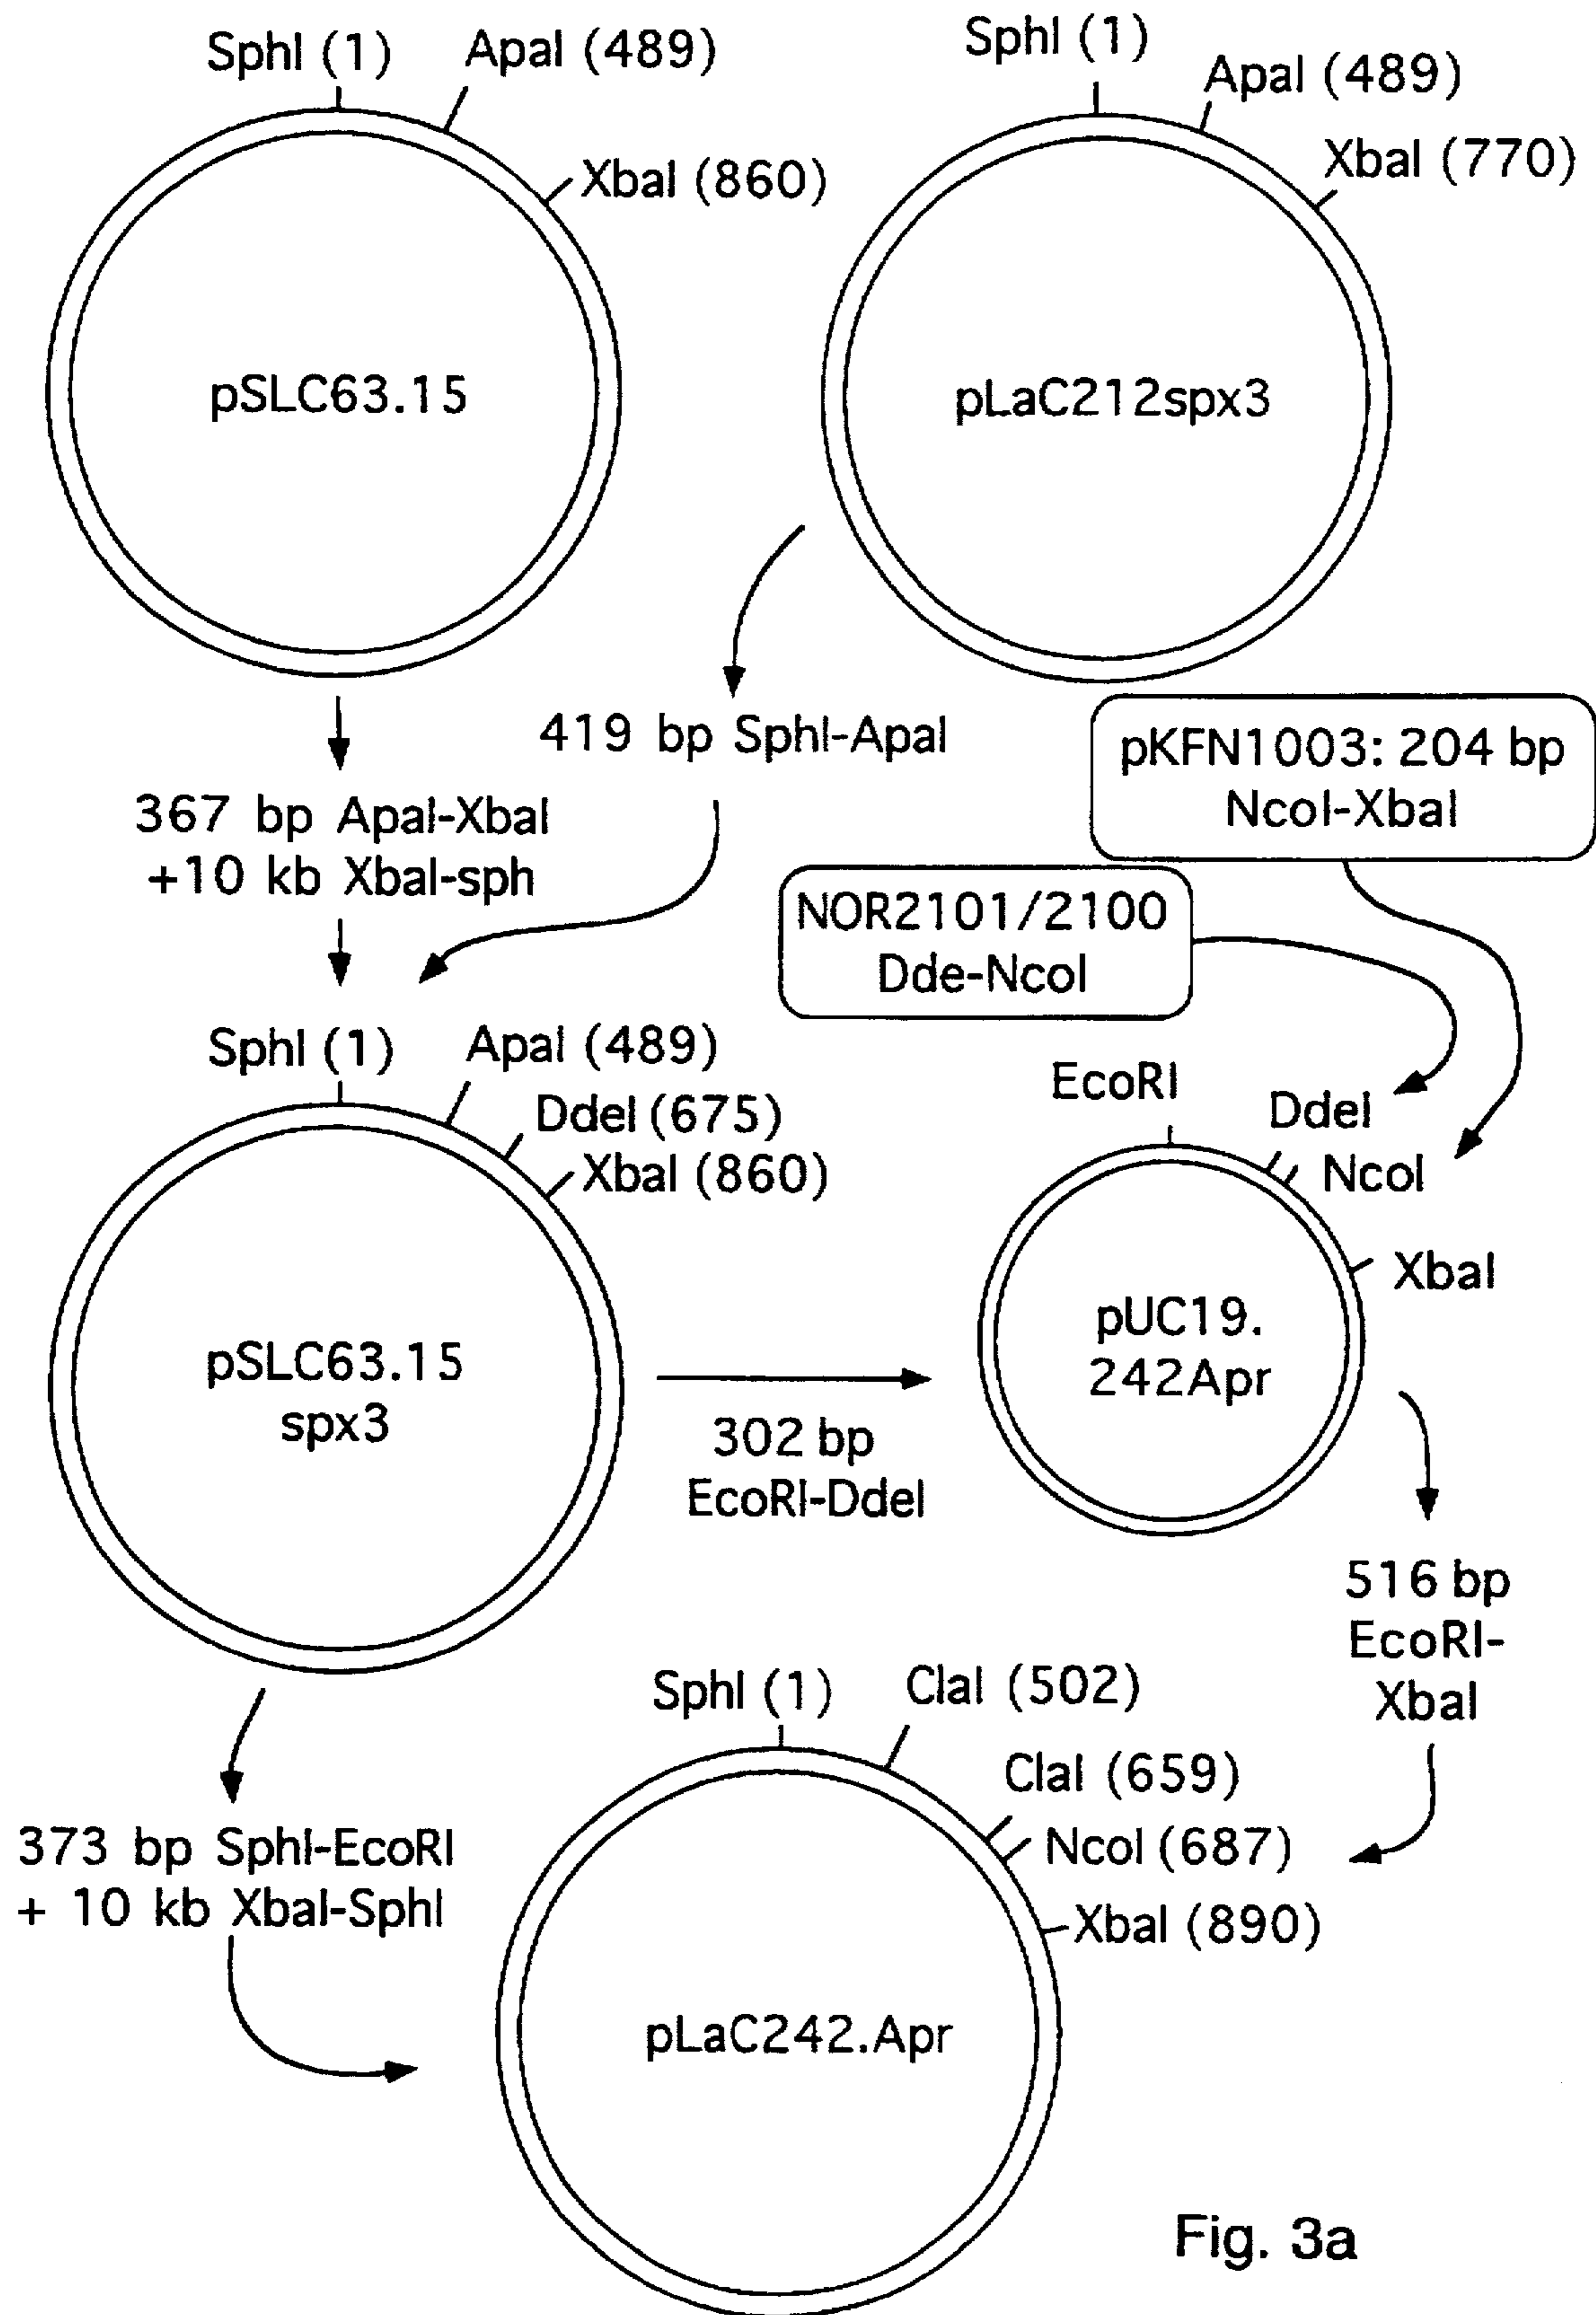 SphI (1)
ApaI (489)
XbaI (860)
pSLC63.15
SphI (1)
ApaI (489)
XbaI (770)
pLaC212spx3
419 bp SphI-ApaI
367 bp ApaI-XbaI
+10 kb XbaI-sph
pKFN1003: 204 bp
NcoI-XbaI
NOR2101/2100
Dde-NcoI
SphI (1)
ApaI (489)
DdeI (675)
XbaI (860)
pSLC63.15
spx3
302 bp
EcoRI-DdeI
EcoRI
DdeI
NcoI
XbaI
pUC19.
242Apr
516 bp
EcoRI-
XbaI
373 bp SphI-EcoRI
+ 10 kb XbaI-SphI
SphI (1)
ClaI (502)
ClaI (659)
NcoI (687)
XbaI (890)
pLaC242.Apr
Fig. 3a